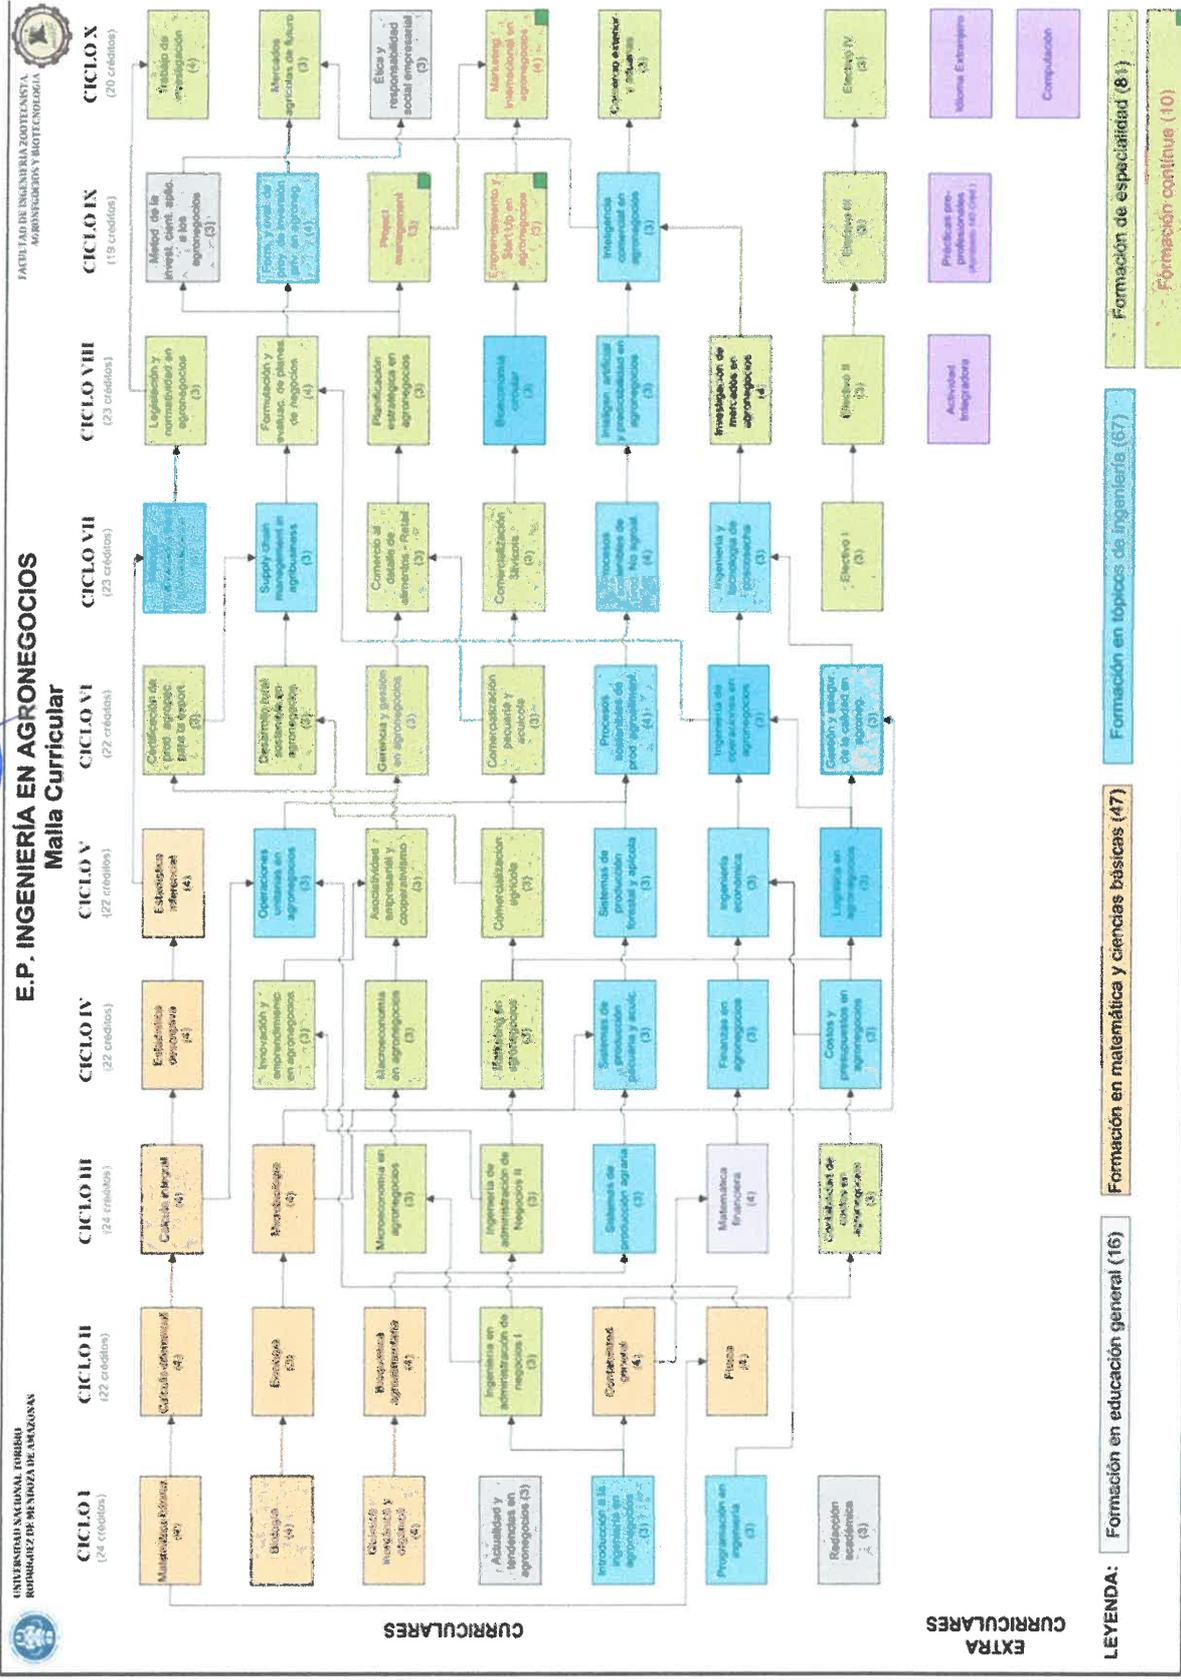 UNIVERSIDAD NACIONAL TORIBIO
RODRÍGUEZ DE MENDOZA DE AMAZONAS
E.P. INGENIERÍA EN AGRONEGOCIOS
Malla Curricular
FACULTAD DE INGENIERIA ZOOTECNISTA,
AGRONEGOCIOS Y BIOTECNOLOGIA
CICLO I
(24 créditos)
CICLO II
(22 créditos)
CICLO III
(24 créditos)
CICLO IV
(22 créditos)
CICLO V
(22 créditos)
CICLO VI
(22 créditos)
CICLO VII
(23 créditos)
CICLO VIII
(23 créditos)
CICLO IX
(19 créditos)
CICLO X
(20 créditos)
CURRICULARES
(4)
Cálculo diferencial
(4)
Cálculo integral
(4)
Estadística
descriptiva
(4)
Estadística
inferencial
(4)
Certificación de
prod. agropec.
para la export.
(3)
Legislación y
normatividad en
agronegocios
(3)
Metod. de la
invest. cient. aplic.
a los
agronegocios
(3)
Trabajo de
investigación
(4)
Biología
(4)
Ecología
(3)
Microbiología
(4)
Innovación y
emprendimiento
en agronegocios
(3)
Operaciones
unitarias en
agronegocios
(3)
Desarrollo rural
sostenible en
agronegocios
(3)
Supply chain
management in
agribusiness
(3)
Formulación y
evaluac. de planes
de negocios
(4)
(4)
Mercados
agrícolas de futuro
(3)
Química
inorgánica y
orgánica
(4)
Bioquímica
agroalimentaria
(4)
Microeconomía en
agronegocios
(3)
Macroeconomía
en agronegocios
(3)
Asociatividad
empresarial y
cooperativismo
(3)
Gerencia y gestión
en agronegocios
(3)
Comercio al
detalle de
alimentos - Retail
(3)
Planificación
estratégica en
agronegocios
(3)
Project
management
(3)
Ética y
responsabilidad
social empresarial
(3)
Actualidad y
tendencias en
agronegocios (3)
Ingeniería en
administración de
negocios I
(3)
Ingeniería de
administración de
Negocios II
(3)
Marketing en
agronegocios
(3)
Comercialización
agrícola
(3)
Comercialización
pecuaria y
acuícola
(3)
Comercialización
Silvícola
(3)
Bioeconomía
circular
(3)
Emprendimiento y
Start Up en
agronegocios
(3)
Marketing
internacional en
agronegocios
(4)
Introducción a la
ingeniería en
agronegocios
(3)
Contabilidad
general
(4)
Sistemas de
producción agraria
(3)
Sistemas de
producción
pecuaria y acuíc.
(3)
Sistemas de
producción
forestal y apícola
(3)
Procesos
sostenibles de
prod. agroaliment.
(4)
Procesos
sostenibles de
(4)
Inteligen. artificial
y productividad en
agronegocios
(3)
Inteligencia
comercial en
agronegocios
(3)
Comercio exterior
y aduanas
(3)
Programación en
ingeniería
(3)
Física
(4)
Matemática
financiera
(4)
Finanzas en
agronegocios
(3)
Ingeniería
económica
(3)
Ingeniería de
operaciones en
agronegocios
(3)
Ingeniería y
tecnología de
postcosecha
(3)
Investigación de
mercados en
agronegocios
(4)
Redacción
académica
(3)
Contabilidad de
costos en
agronegocios
(3)
Costos y
presupuestos en
agronegocios
(3)
Logística en
agronegocios
(3)
Gestión y segur.
de la calidad en
agroneg.
(3)
Electivo I
(3)
Electivo II
(3)
Electivo III
(3)
Electivo IV
(3)
EXTRA
CURRICULARES
Actividad
Integradora
Prácticas pre-
profesionales
Idioma Extranjero
Computación
LEYENDA:
Formación en educación general (16)
Formación en matemática y ciencias básicas (47)
Formación en tópicos de ingeniería (67)
Formación de especialidad (81)
Formación continua (10)